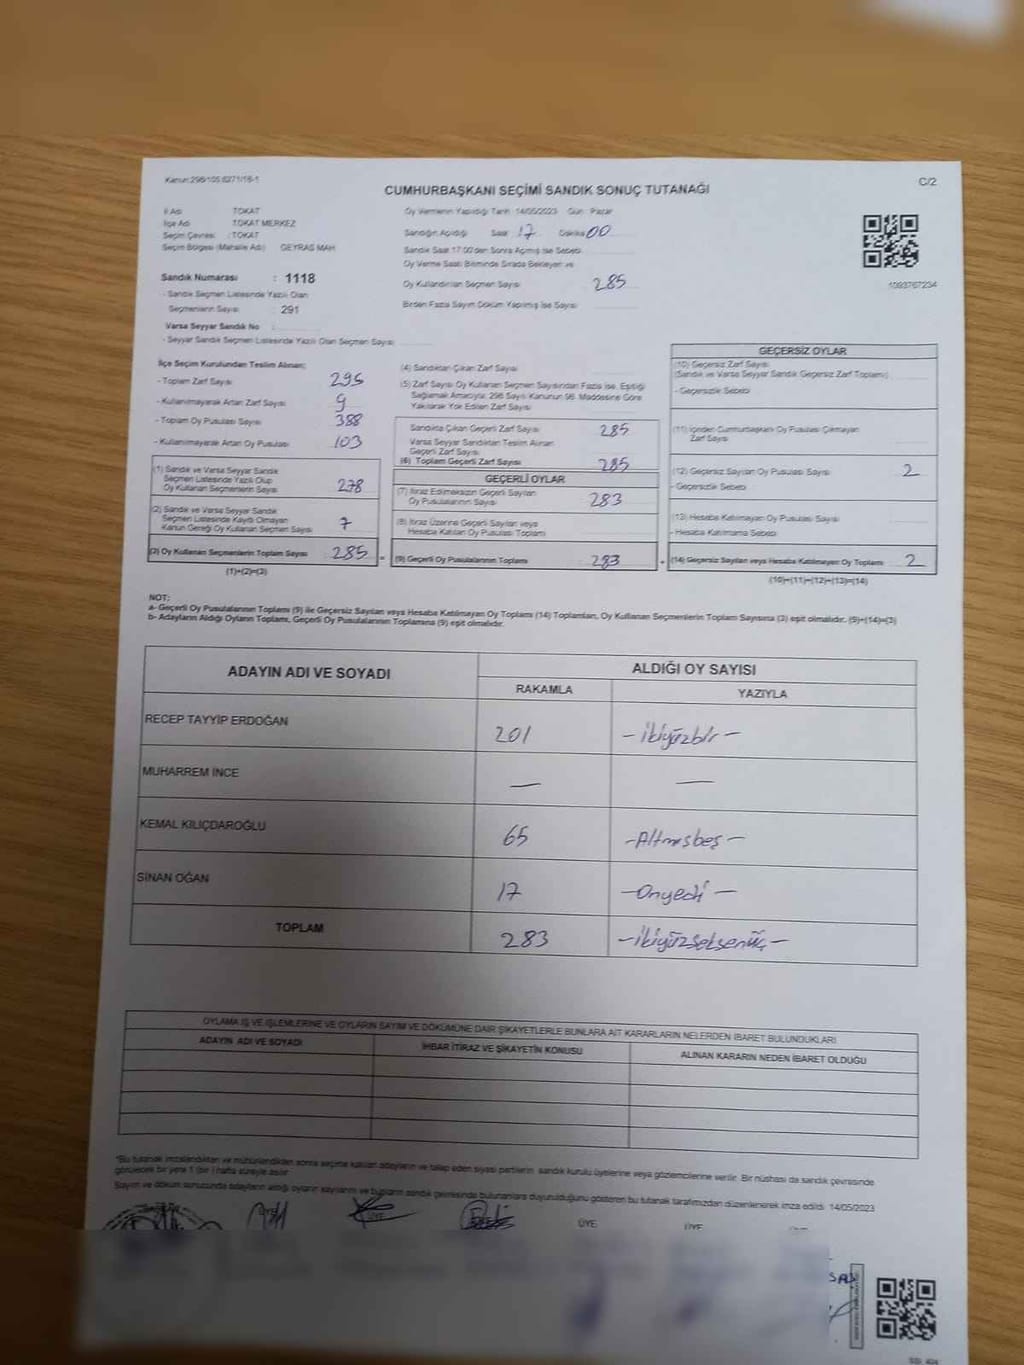 Kanun:298/105 6271/16-1
C/2
CUMHURBAŞKANI SEÇİMİ SANDIK SONUÇ TUTANAĞI
İl Adı : TOKAT
İlçe Adı : TOKAT MERKEZ
Seçim Çevresi : TOKAT
Seçim Bölgesi (Mahalle Adı) GEYRAS MAH
Sandık Numarası : 1118
- Sandık Seçmen Listesinde Yazılı Olan
Seçmenlerin Sayısı : 291
Varsa Seyyar Sandık No :
- Seyyar Sandık Seçmen Listesinde Yazılı Olan Seçmen Sayısı
Oy Vermenin Yapıldığı Tarih 14/05/2023 Gün Pazar
Sandığın Açıldığı Saat 17 Dakika 00
Sandık Saat 17:00'den Sonra Açılmış İse Sebebi
Oy Verme Saati Bitiminde Sırada Bekleyen ve
Oy Kullandırılan Seçmen Sayısı 285
Birden Fazla Sayım Döküm Yapılmış İse Sayısı
1093767234
İlçe Seçim Kurulundan Teslim Alınan:
- Toplam Zarf Sayısı 295
- Kullanılmayarak Artan Zarf Sayısı 9
- Toplam Oy Pusulası Sayısı 388
- Kullanılmayarak Artan Oy Pusulası 103
(1) Sandık ve Varsa Seyyar Sandık
Seçmen Listesinde Yazılı Olup
Oy Kullanan Seçmenlerin Sayısı 278
(2) Sandık ve Varsa Seyyar Sandık
Seçmen Listesinde Kayıtlı Olmayan
Kanun Gereği Oy Kullanan Seçmen Sayısı 7
(3) Oy Kullanan Seçmenlerin Toplam Sayısı 285 =
(1)+(2)=(3)
(4) Sandıktan Çıkan Zarf Sayısı
(5) Zarf Sayısı Oy Kullanan Seçmen Sayısından Fazla ise, Eşitliği
Sağlamak Amacıyla, 298 Sayılı Kanunun 98. Maddesine Göre
Yakılarak Yok Edilen Zarf Sayısı
Sandıkta Çıkan Geçerli Zarf Sayısı 285
Varsa Seyyar Sandıktan Teslim Alınan
Geçerli Zarf Sayısı
(6) Toplam Geçerli Zarf Sayısı 285
GEÇERLİ OYLAR
(7) İtiraz Edilmeksizin Geçerli Sayılan
Oy Pusulalarının Sayısı 283
(8) İtiraz Üzerine Geçerli Sayılan veya
Hesaba Katılan Oy Pusulası Toplamı
(9) Geçerli Oy Pusulalarının Toplamı 283 +
GEÇERSİZ OYLAR
(10) Geçersiz Zarf Sayısı
(Sandık ve Varsa Seyyar Sandık Geçersiz Zarf Toplamı)
- Geçersizlik Sebebi
(11) İçinden Cumhurbaşkanı Oy Pusulası Çıkmayan
Zarf Sayısı
(12) Geçersiz Sayılan Oy Pusulası Sayısı 2
- Geçersizlik Sebebi
(13) Hesaba Katılmayan Oy Pusulası Sayısı
- Hesaba Katılmama Sebebi
(14) Geçersiz Sayılan veya Hesaba Katılmayan Oy Toplamı 2
(10)+(11)+(12)+(13)=(14)
NOT:
a- Geçerli Oy Pusulalarının Toplamı (9) ile Geçersiz Sayılan veya Hesaba Katılmayan Oy Toplamı (14) Toplamları, Oy Kullanan Seçmenlerin Toplam Sayısına (3) eşit olmalıdır. (9)+(14)=(3)
b- Adayların Aldığı Oyların Toplamı, Geçerli Oy Pusulalarının Toplamına (9) eşit olmalıdır.
ADAYIN ADI VE SOYADI
ALDIĞI OY SAYISI
RAKAMLA YAZIYLA
RECEP TAYYİP ERDOĞAN 201 -ikiyüzbir-
MUHARREM İNCE — —
KEMAL KILIÇDAROĞLU 65 -Altmışbeş-
SİNAN OĞAN 17 -Onyedi-
TOPLAM 283 -ikiyüzseksenüç-
OYLAMA İŞ VE İŞLEMLERİNE VE OYLARIN SAYIM VE DÖKÜMÜNE DAİR ŞİKAYETLERLE BUNLARA AİT KARARLARIN NELERDEN İBARET BULUNDUKLARI
ADAYIN ADI VE SOYADI İHBAR İTİRAZ VE ŞİKAYETİN KONUSU ALINAN KARARIN NEDEN İBARET OLDUĞU
*Bu tutanak imzalandıktan ve mühürlendikten sonra seçime katılan adayların ve talep eden siyasi partilerin sandık kurulu üyelerine veya gözlemcilerine verilir. Bir nüshası da sandık çevresinde
görülecek bir yere 1 (bir) hafta süreyle asılır.
Sayım ve döküm sonucunda adayların aldığı oyların sayılarını ve bunların sandık çevresinde bulunanlara duyurulduğunu gösteren bu tutanak tarafımızdan düzenlenerek imza edildi. 14/05/2023
ÜYE ÜYE ÜYE